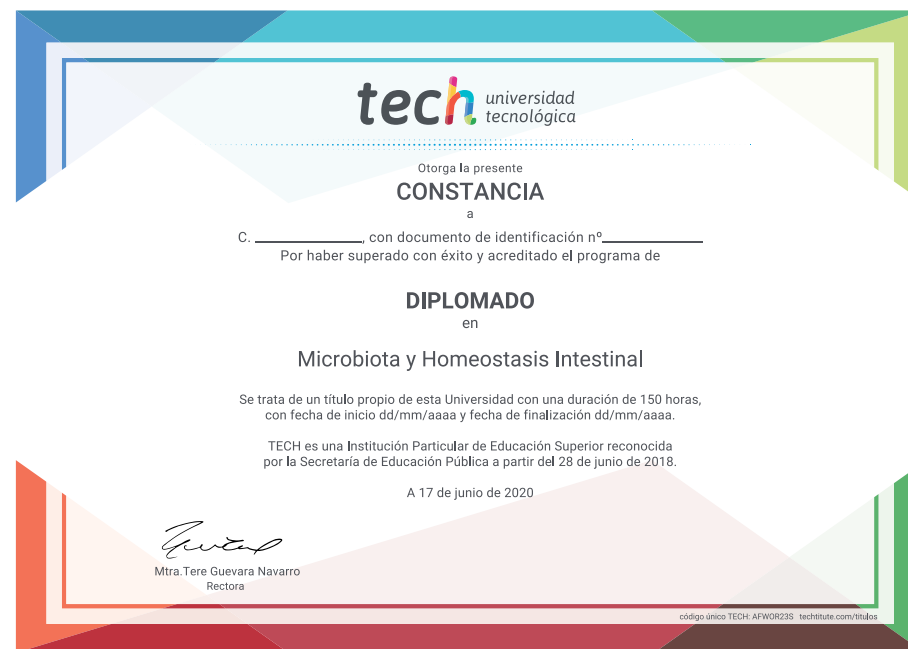 tech universidad
tecnológica
Otorga la presente
CONSTANCIA
a
C. ______________, con documento de identificación nº______________
Por haber superado con éxito y acreditado el programa de
DIPLOMADO
en
Microbiota y Homeostasis Intestinal
Se trata de un título propio de esta Universidad con una duración de 150 horas,
con fecha de inicio dd/mm/aaaa y fecha de finalización dd/mm/aaaa.
TECH es una Institución Particular de Educación Superior reconocida
por la Secretaría de Educación Pública a partir del 28 de junio de 2018.
A 17 de junio de 2020
Mtra.Tere Guevara Navarro
Rectora
código único TECH: AFWOR23S techtitute.com/titulos